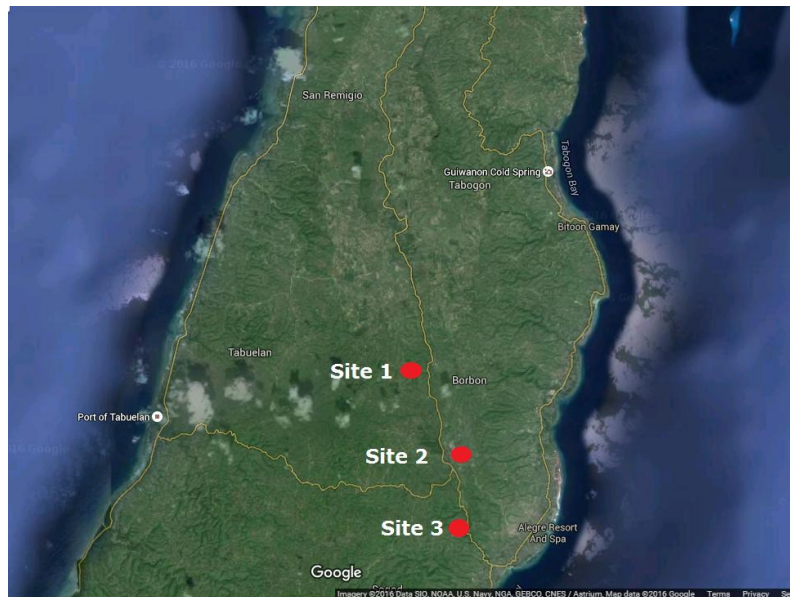 © 2016 Google
San Remigio
Guiwanon Cold Spring
Tabogon
Tabogon Bay
Bitoon Gamay
Tabuelan
Site 1
Borbon
Port of Tabuelan
Site 2
Site 3
Alegre Resort
And Spa
Google
Imagery ©2016 Data SIO, NOAA, U.S. Navy, NGA, GEBCO, CNES / Astrium, Map data ©2016 Google Terms Privacy